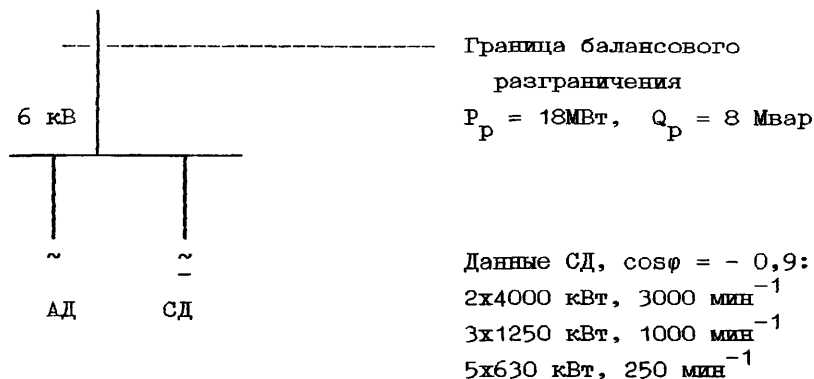 Граница балансового
разграничения
6 кВ
P_p = 18МВт, Q_p = 8 Мвар
~ ~
АД СД
Данные СД, cosφ = - 0,9:
2x4000 кВт, 3000 мин⁻¹
3x1250 кВт, 1000 мин⁻¹
5x630 кВт, 250 мин⁻¹